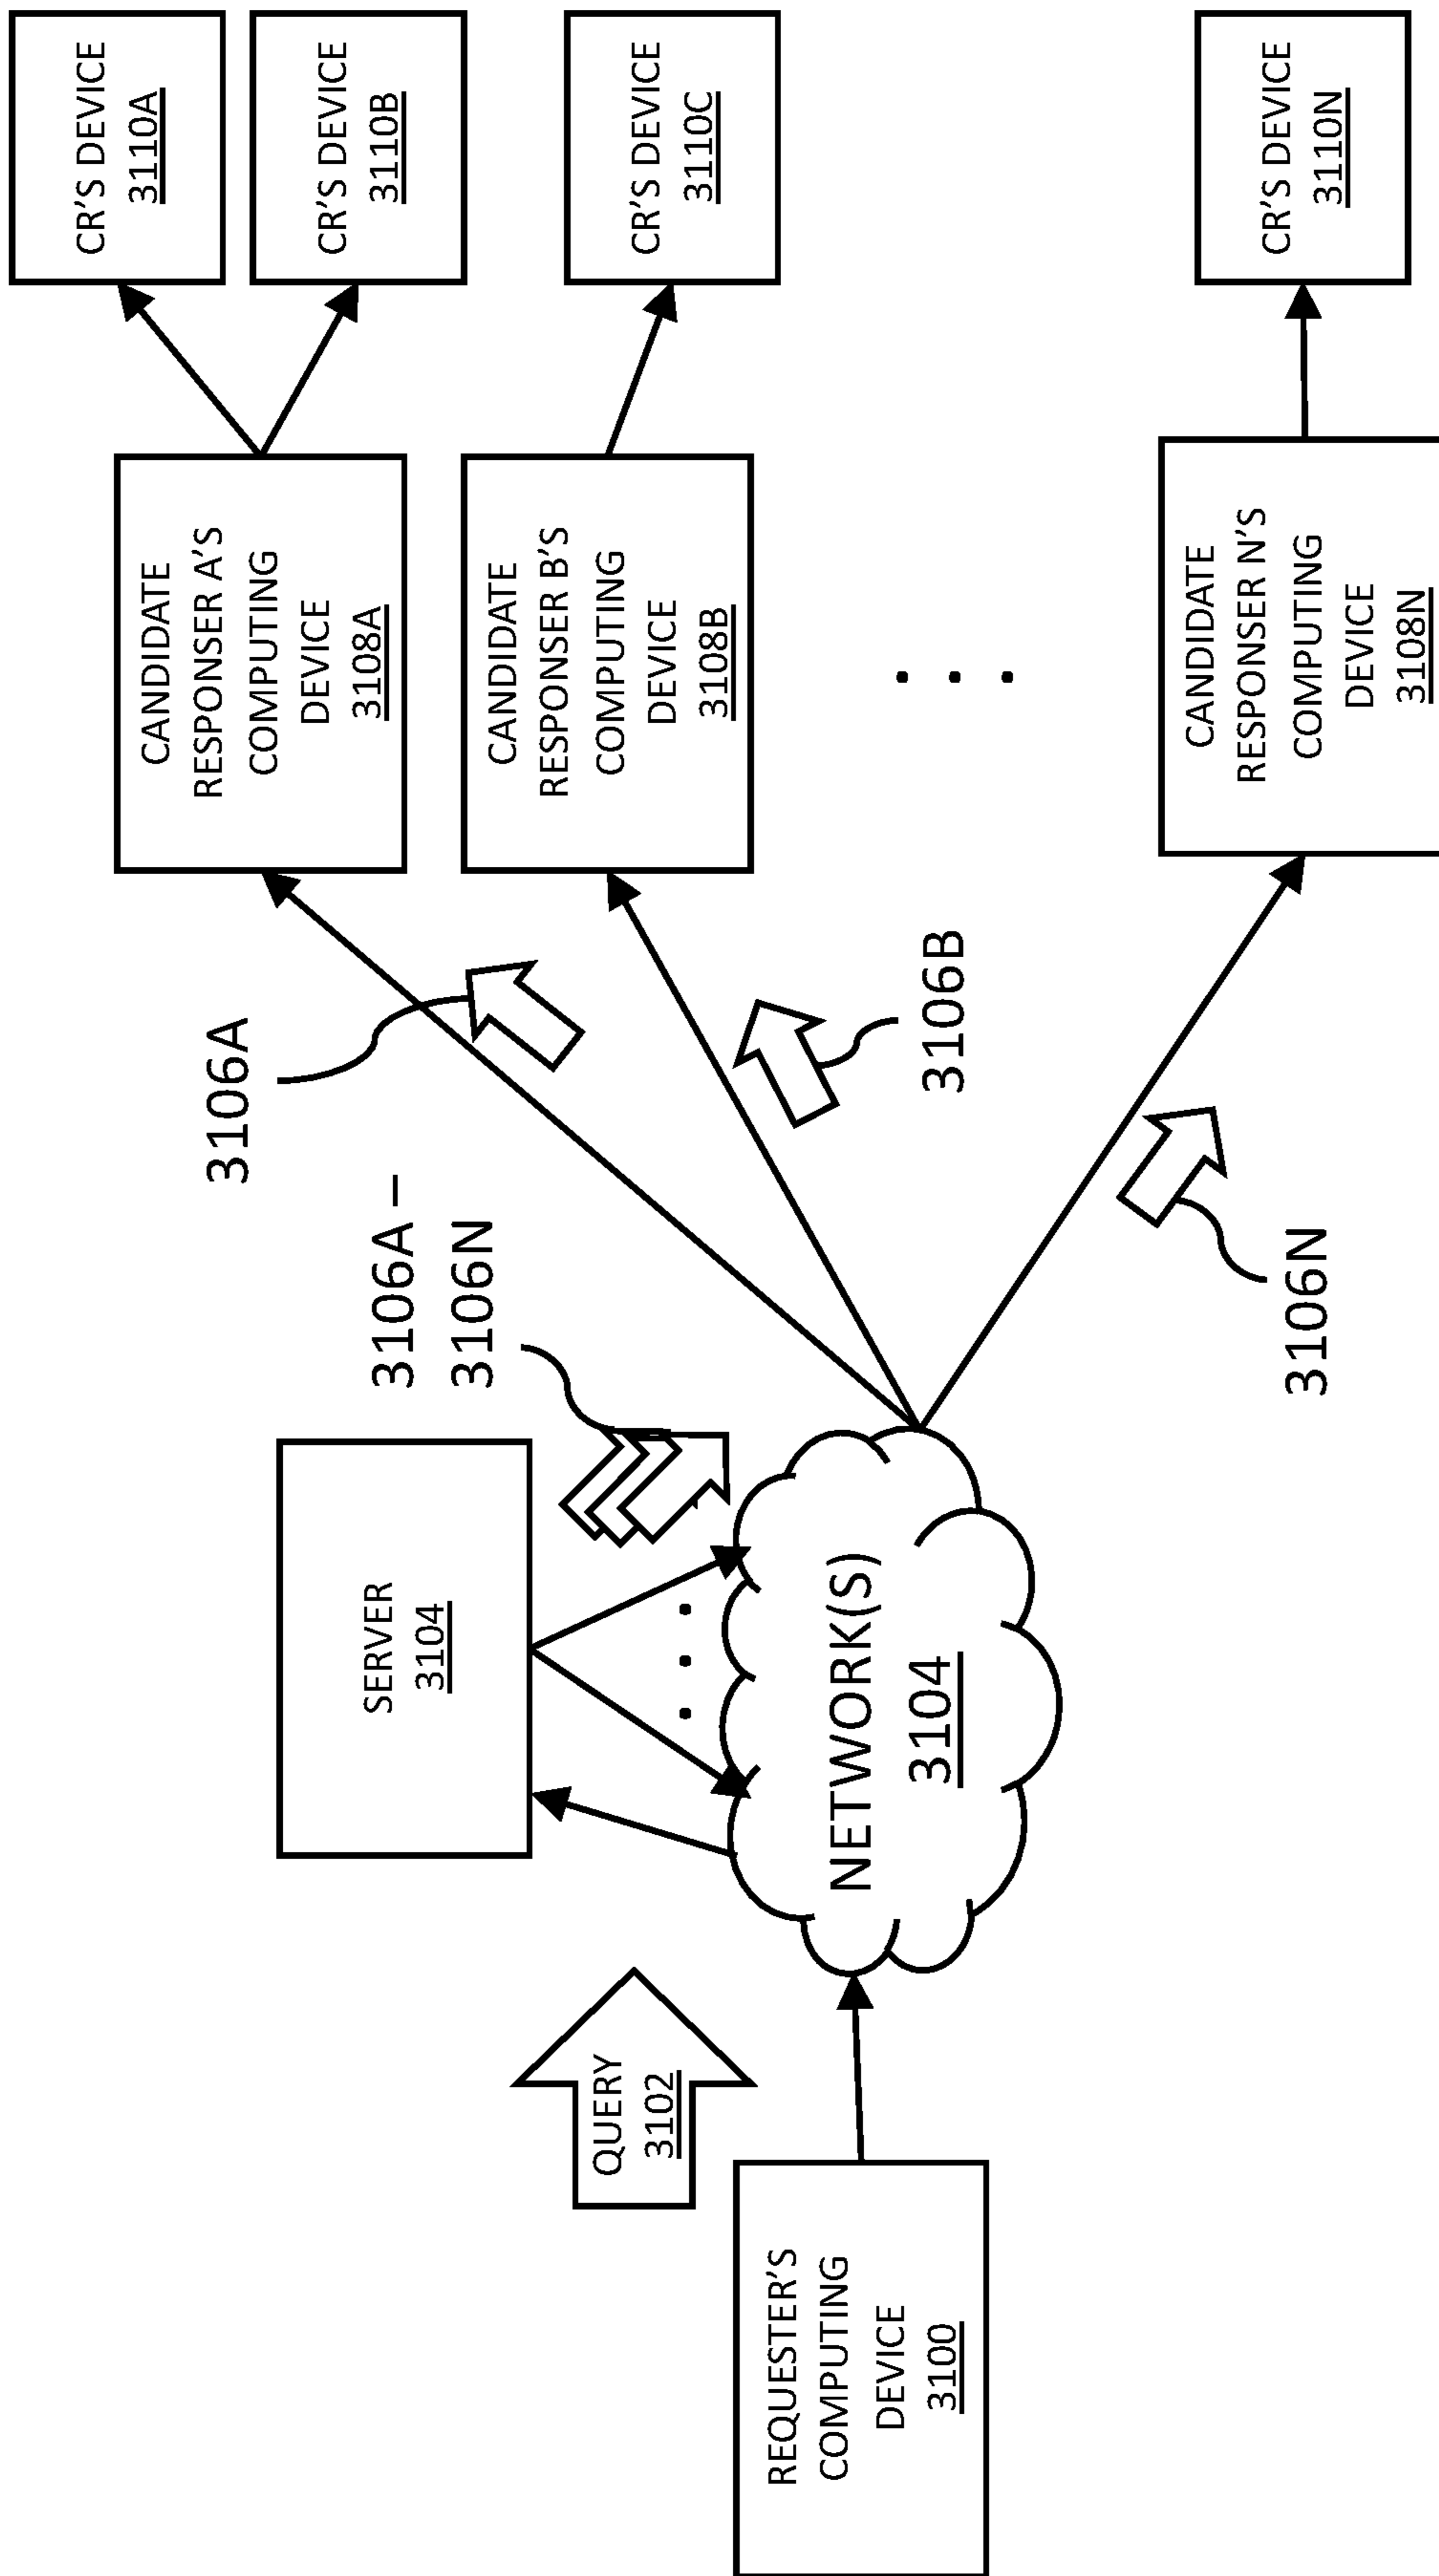 REQUESTER'S
COMPUTING
DEVICE
3100
QUERY
3102
SERVER
3104
NETWORK(S)
3104
3106A –
3106N
3106A
3106B
3106N
CANDIDATE
RESPONSER A'S
COMPUTING
DEVICE
3108A
CANDIDATE
RESPONSER B'S
COMPUTING
DEVICE
3108B
CANDIDATE
RESPONSER N'S
COMPUTING
DEVICE
3108N
CR'S DEVICE
3110A
CR'S DEVICE
3110B
CR'S DEVICE
3110C
CR'S DEVICE
3110N